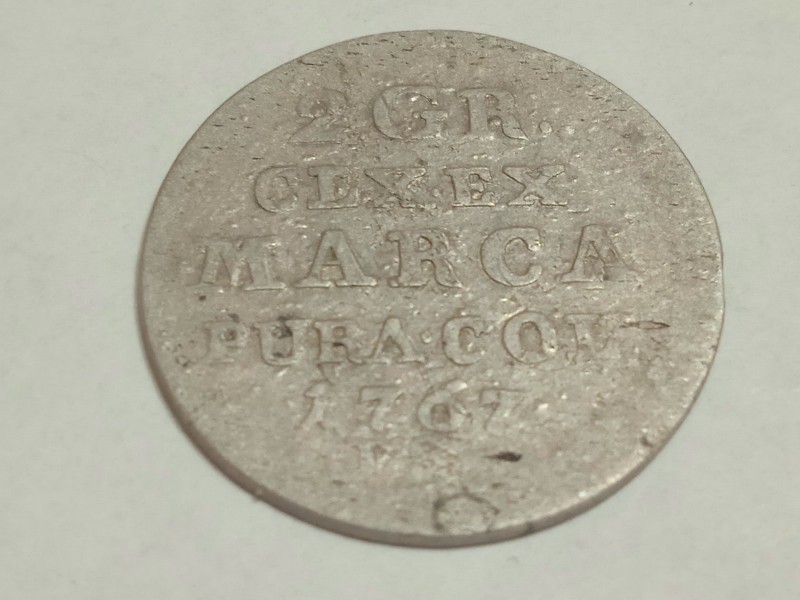 2 GR.
CLX·EX
MARCA
PURA·COL
1767